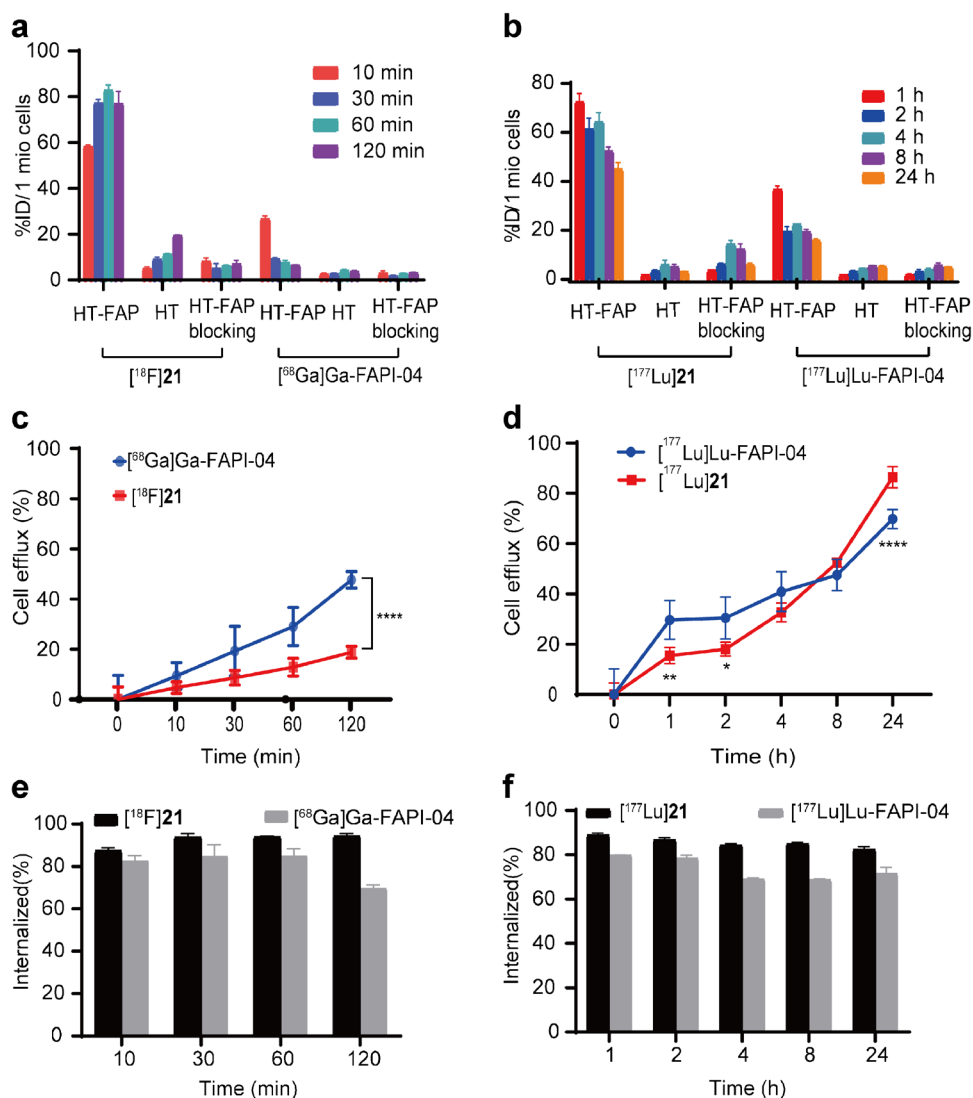 a
100
80
60
40
20
0
%ID/1 mio cells
10 min
30 min
60 min
120 min
HT-FAP
HT
HT-FAP
blocking
HT-FAP
HT
HT-FAP
blocking
[¹⁸F]21
[⁶⁸Ga]Ga-FAPI-04
b
80
60
40
20
0
%ID/1 mio cells
1 h
2 h
4 h
8 h
24 h
HT-FAP
HT
HT-FAP
blocking
HT-FAP
HT
HT-FAP
blocking
[¹⁷⁷Lu]21
[¹⁷⁷Lu]Lu-FAPI-04
c
100
80
60
40
20
0
Cell efflux (%)
[⁶⁸Ga]Ga-FAPI-04
[¹⁸F]21
****
0
10
30
60
120
Time (min)
d
100
80
60
40
20
0
Cell efflux (%)
[¹⁷⁷Lu]Lu-FAPI-04
[¹⁷⁷Lu]21
**
*
****
0
1
2
4
8
24
Time (h)
e
100
80
60
80
60
0
Internalized(%)
[¹⁸F]21
[⁶⁸Ga]Ga-FAPI-04
10
30
60
120
Time (min)
f
100
80
60
80
60
0
Internalized(%)
[¹⁷⁷Lu]21
[¹⁷⁷Lu]Lu-FAPI-04
1
2
4
8
24
Time (h)